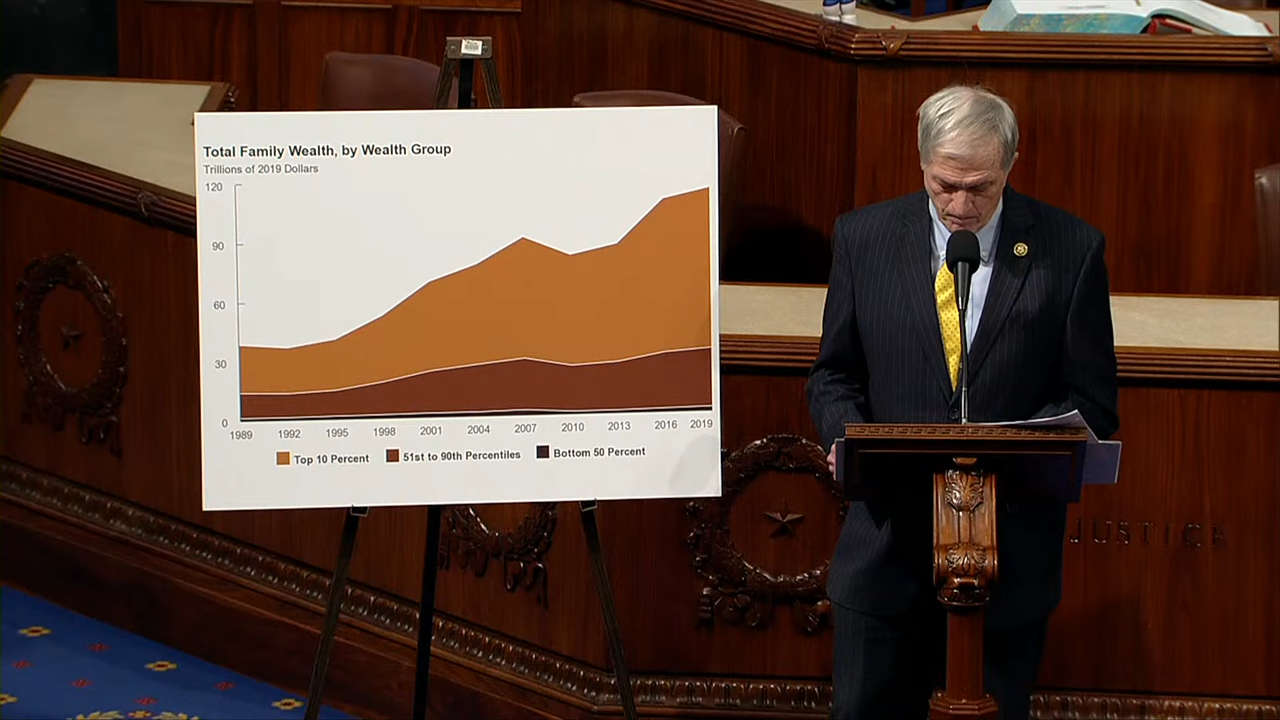 Total Family Wealth, by Wealth Group
Trillions of 2019 Dollars
120
90
60
30
0
1989 1992 1995 1998 2001 2004 2007 2010 2013 2016 2019
Top 10 Percent 51st to 90th Percentiles Bottom 50 Percent
JUSTICE